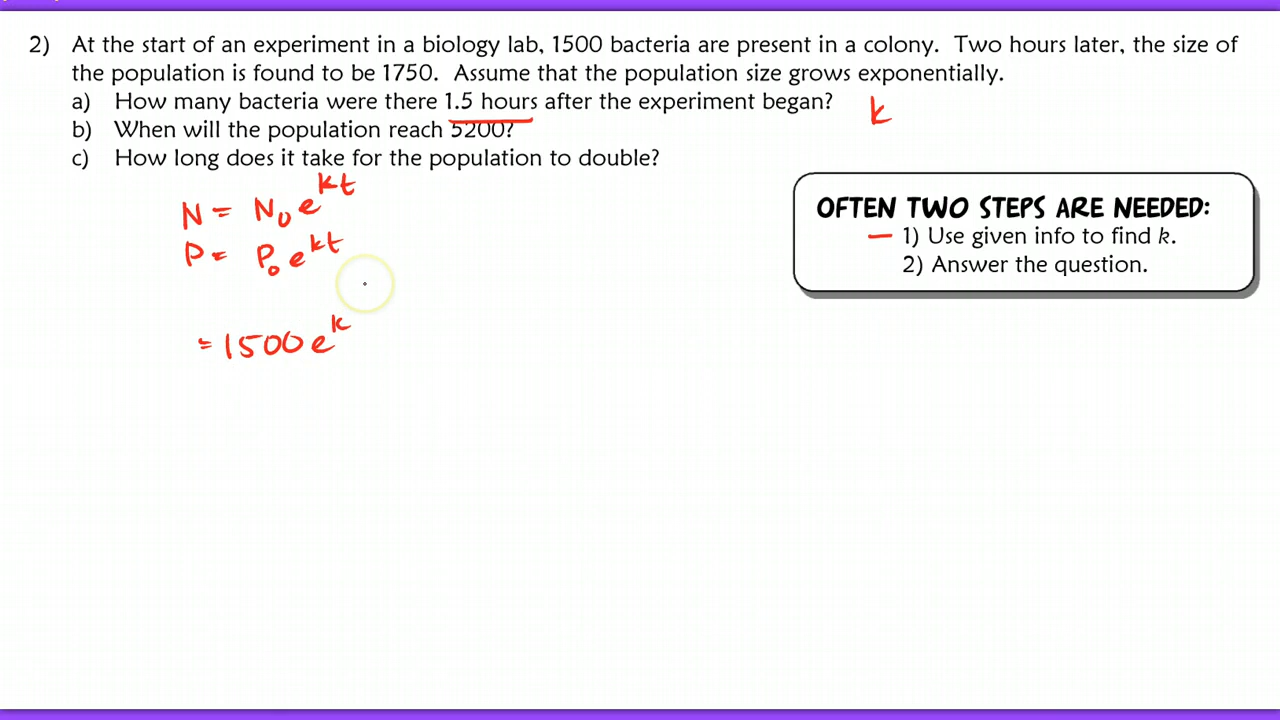 2) At the start of an experiment in a biology lab, 1500 bacteria are present in a colony. Two hours later, the size of
the population is found to be 1750. Assume that the population size grows exponentially.
a) How many bacteria were there 1.5 hours after the experiment began?
k
b) When will the population reach 5200?
c) How long does it take for the population to double?
N = N₀e^kt
P = P₀e^kt
= 1500e^k
OFTEN TWO STEPS ARE NEEDED:
1) Use given info to find k.
2) Answer the question.